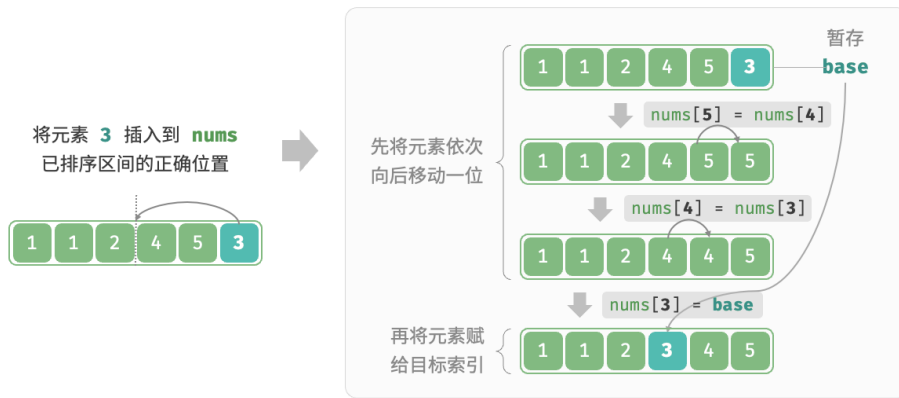 将元素 3 插入到 nums
已排序区间的正确位置
1 1 2 4 5 3
暂存
base
1 1 2 4 5 3
nums[5] = nums[4]
先将元素依次
向后移动一位
1 1 2 4 5 5
nums[4] = nums[3]
1 1 2 4 4 5
nums[3] = base
再将元素赋
给目标索引
1 1 2 3 4 5